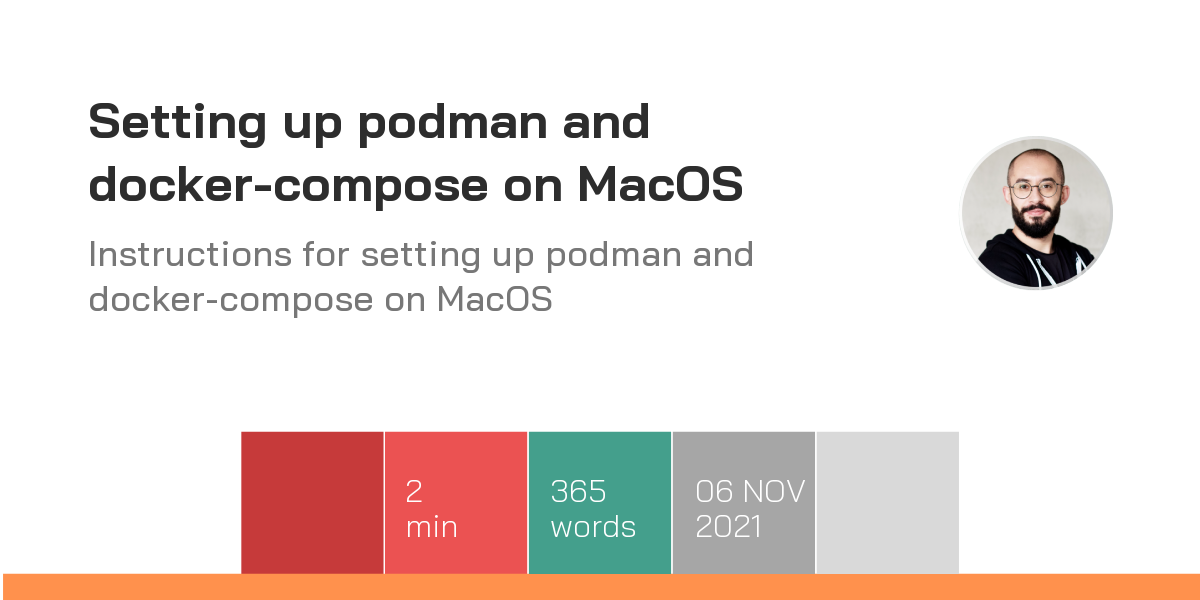 Setting up podman and
docker-compose on MacOS
Instructions for setting up podman and
docker-compose on MacOS
2
min
365
words
06 NOV
2021